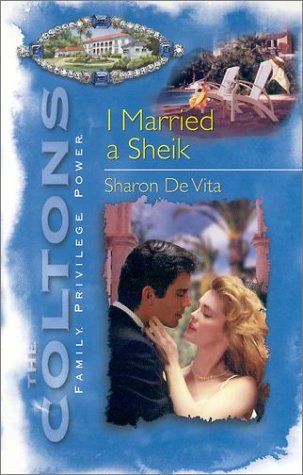 I Married
a Sheik
Sharon De Vita
THE
COLTONS
FAMILY. PRIVILEGE. POWER.